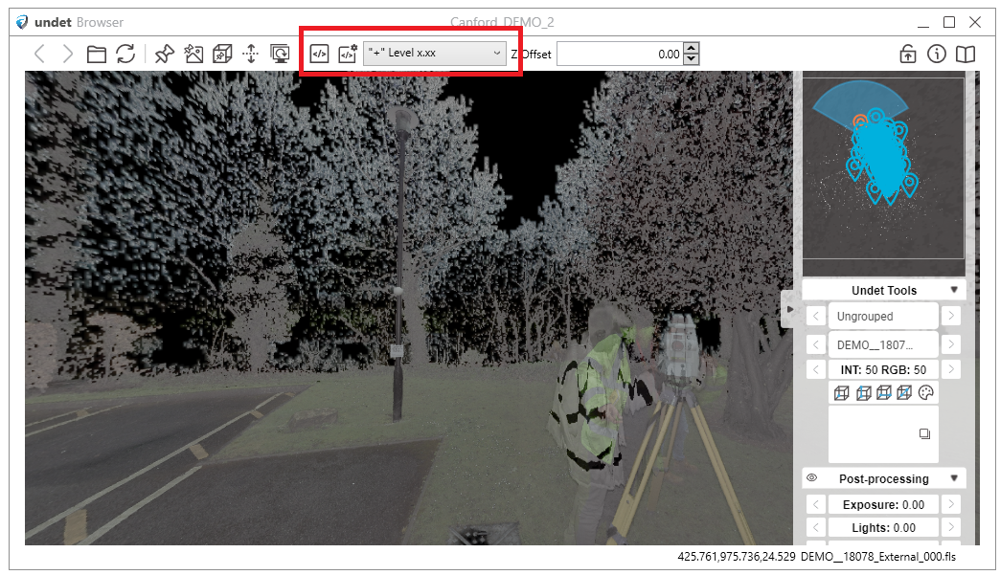 undet Browser
Canford_DEMO_2
"+" Level x.xx
Z Offset
0.00
Undet Tools
Ungrouped
DEMO__1807...
INT: 50 RGB: 50
Post-processing
Exposure: 0.00
Lights: 0.00
425.761,975.736,24.529 DEMO__18078_External_000.fls